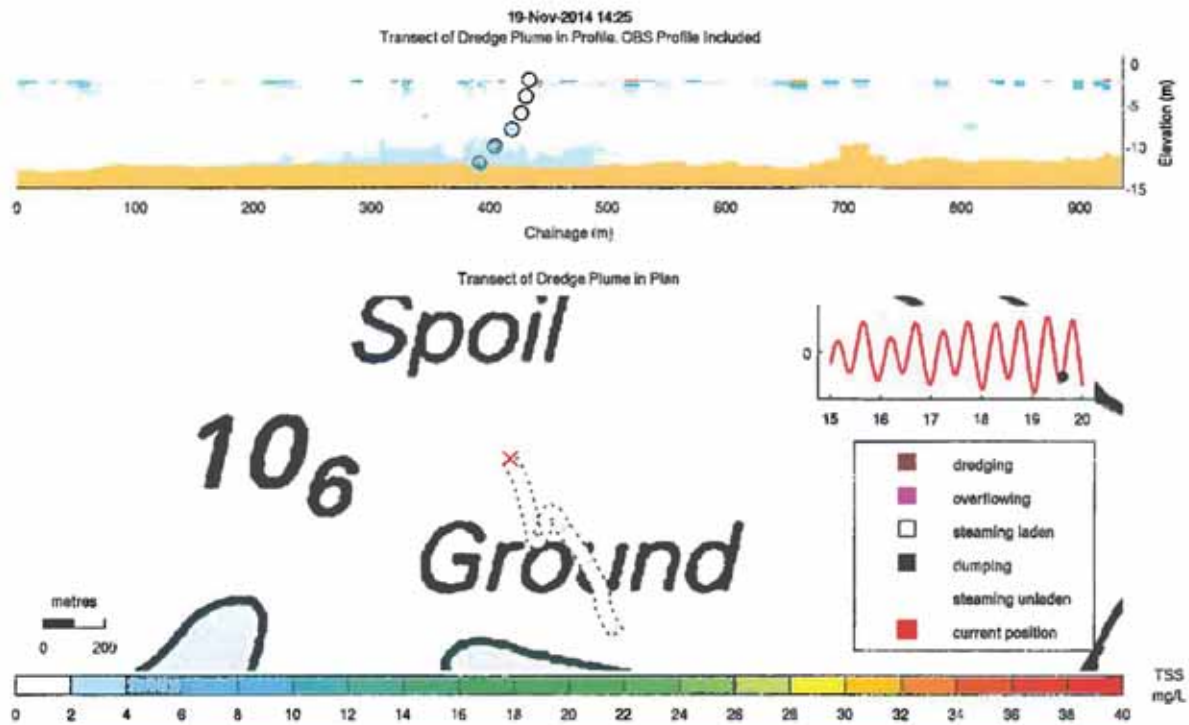 19-Nov-2014 14:25
Transect of Dredge Plume in Profile. OBS Profile Included
0
-5
-10
-15
Elevation (m)
0 100 200 300 400 500 600 700 800 900
Chainage (m)
Transect of Dredge Plume in Plan
Spoil
10 6
Ground
0
15 16 17 18 19 20
dredging
overflowing
steaming laden
dumping
steaming unladen
current position
metres
0 200
TSS
mg/L
0 2 4 6 8 10 12 14 16 18 20 22 24 26 28 30 32 34 36 38 40